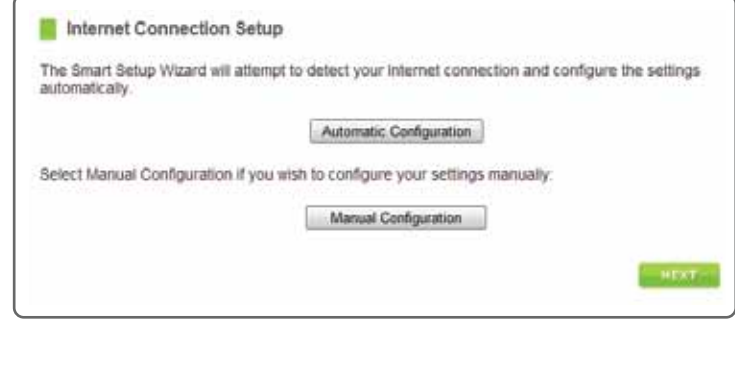 Internet Connection Setup
The Smart Setup Wizard will attempt to detect your Internet connection and configure the settings
automatically.
Automatic Configuration
Select Manual Configuration if you wish to configure your settings manually.
Manual Configuration
NEXT